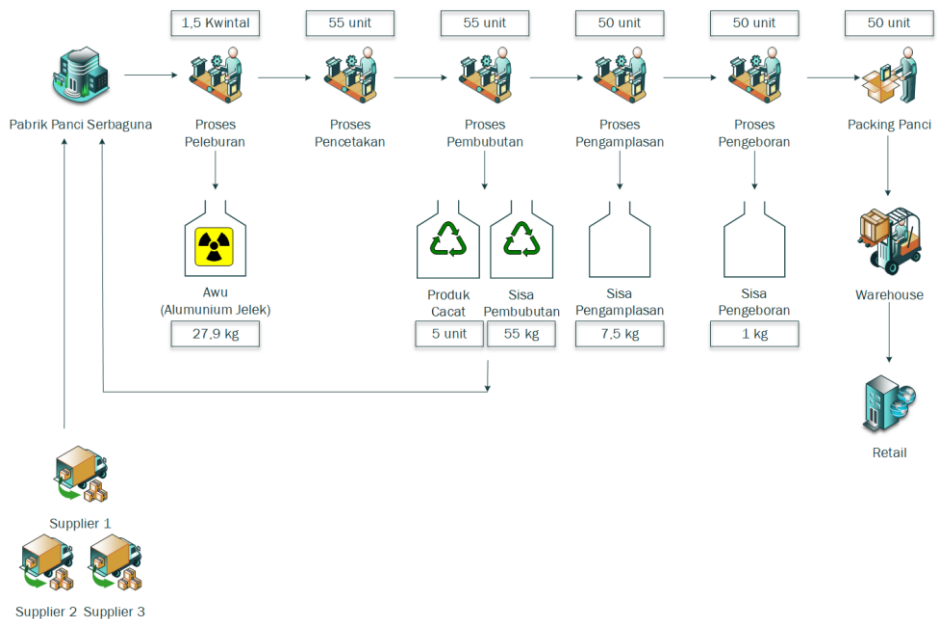 1,5 Kwintal
55 unit
55 unit
50 unit
50 unit
50 unit
Pabrik Panci Serbaguna
Proses
Peleburan
Proses
Pencetakan
Proses
Pembubutan
Proses
Pengamplasan
Proses
Pengeboran
Packing Panci
Awu
(Alumunium Jelek)
27,9 kg
Produk
Cacat
5 unit
Sisa
Pembubutan
55 kg
Sisa
Pengamplasan
7,5 kg
Sisa
Pengeboran
1 kg
Warehouse
Retail
Supplier 1
Supplier 2
Supplier 3